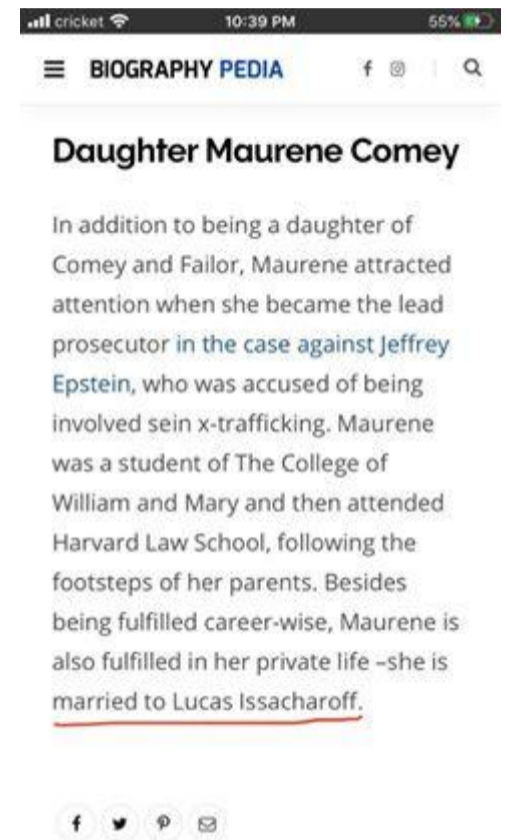 cricket 10:39 PM 55%
BIOGRAPHY PEDIA
Daughter Maurene Comey
In addition to being a daughter of
Comey and Failor, Maurene attracted
attention when she became the lead
prosecutor in the case against Jeffrey
Epstein, who was accused of being
involved sein x-trafficking. Maurene
was a student of The College of
William and Mary and then attended
Harvard Law School, following the
footsteps of her parents. Besides
being fulfilled career-wise, Maurene is
also fulfilled in her private life –she is
married to Lucas Issacharoff.